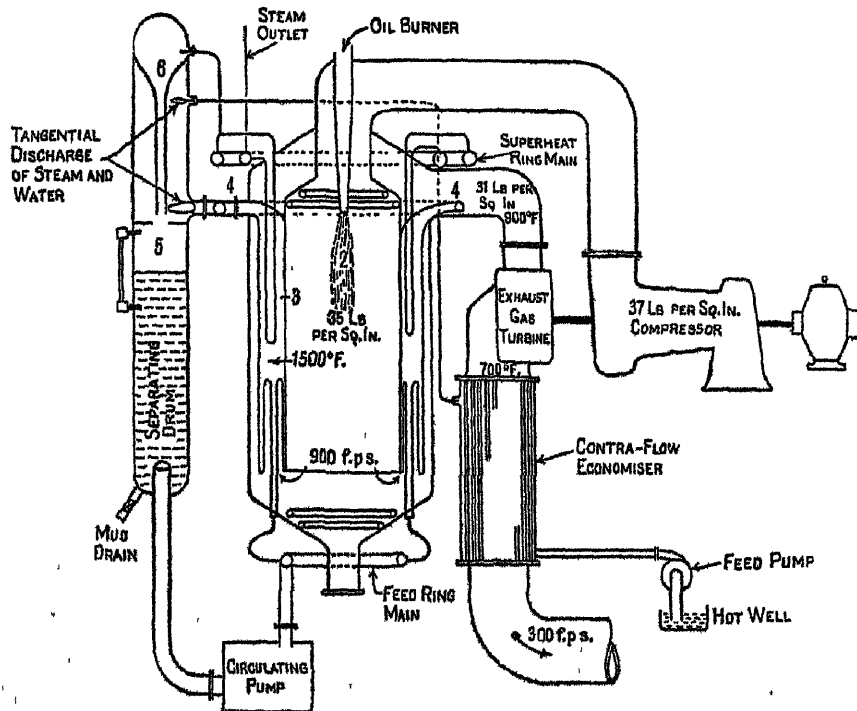 STEAM
OUTLET
OIL BURNER
6
TANGENTIAL
DISCHARGE
OF STEAM AND
WATER
SUPERHEAT
RING MAIN
4
4
31 LB PER
SQ IN
900°F.
5
2
3
35 LB
PER SQ.IN.
EXHAUST
GAS
TURBINE
37 LB PER SQ.IN.
COMPRESSOR
1500°F.
700°F.
SEPARATING
DRUM
900 f.ps.
CONTRA-FLOW
ECONOMISER
MUD
DRAIN
FEED PUMP
FEED RING
MAIN
HOT WELL
300 f.p.s.
CIRCULATING
PUMP